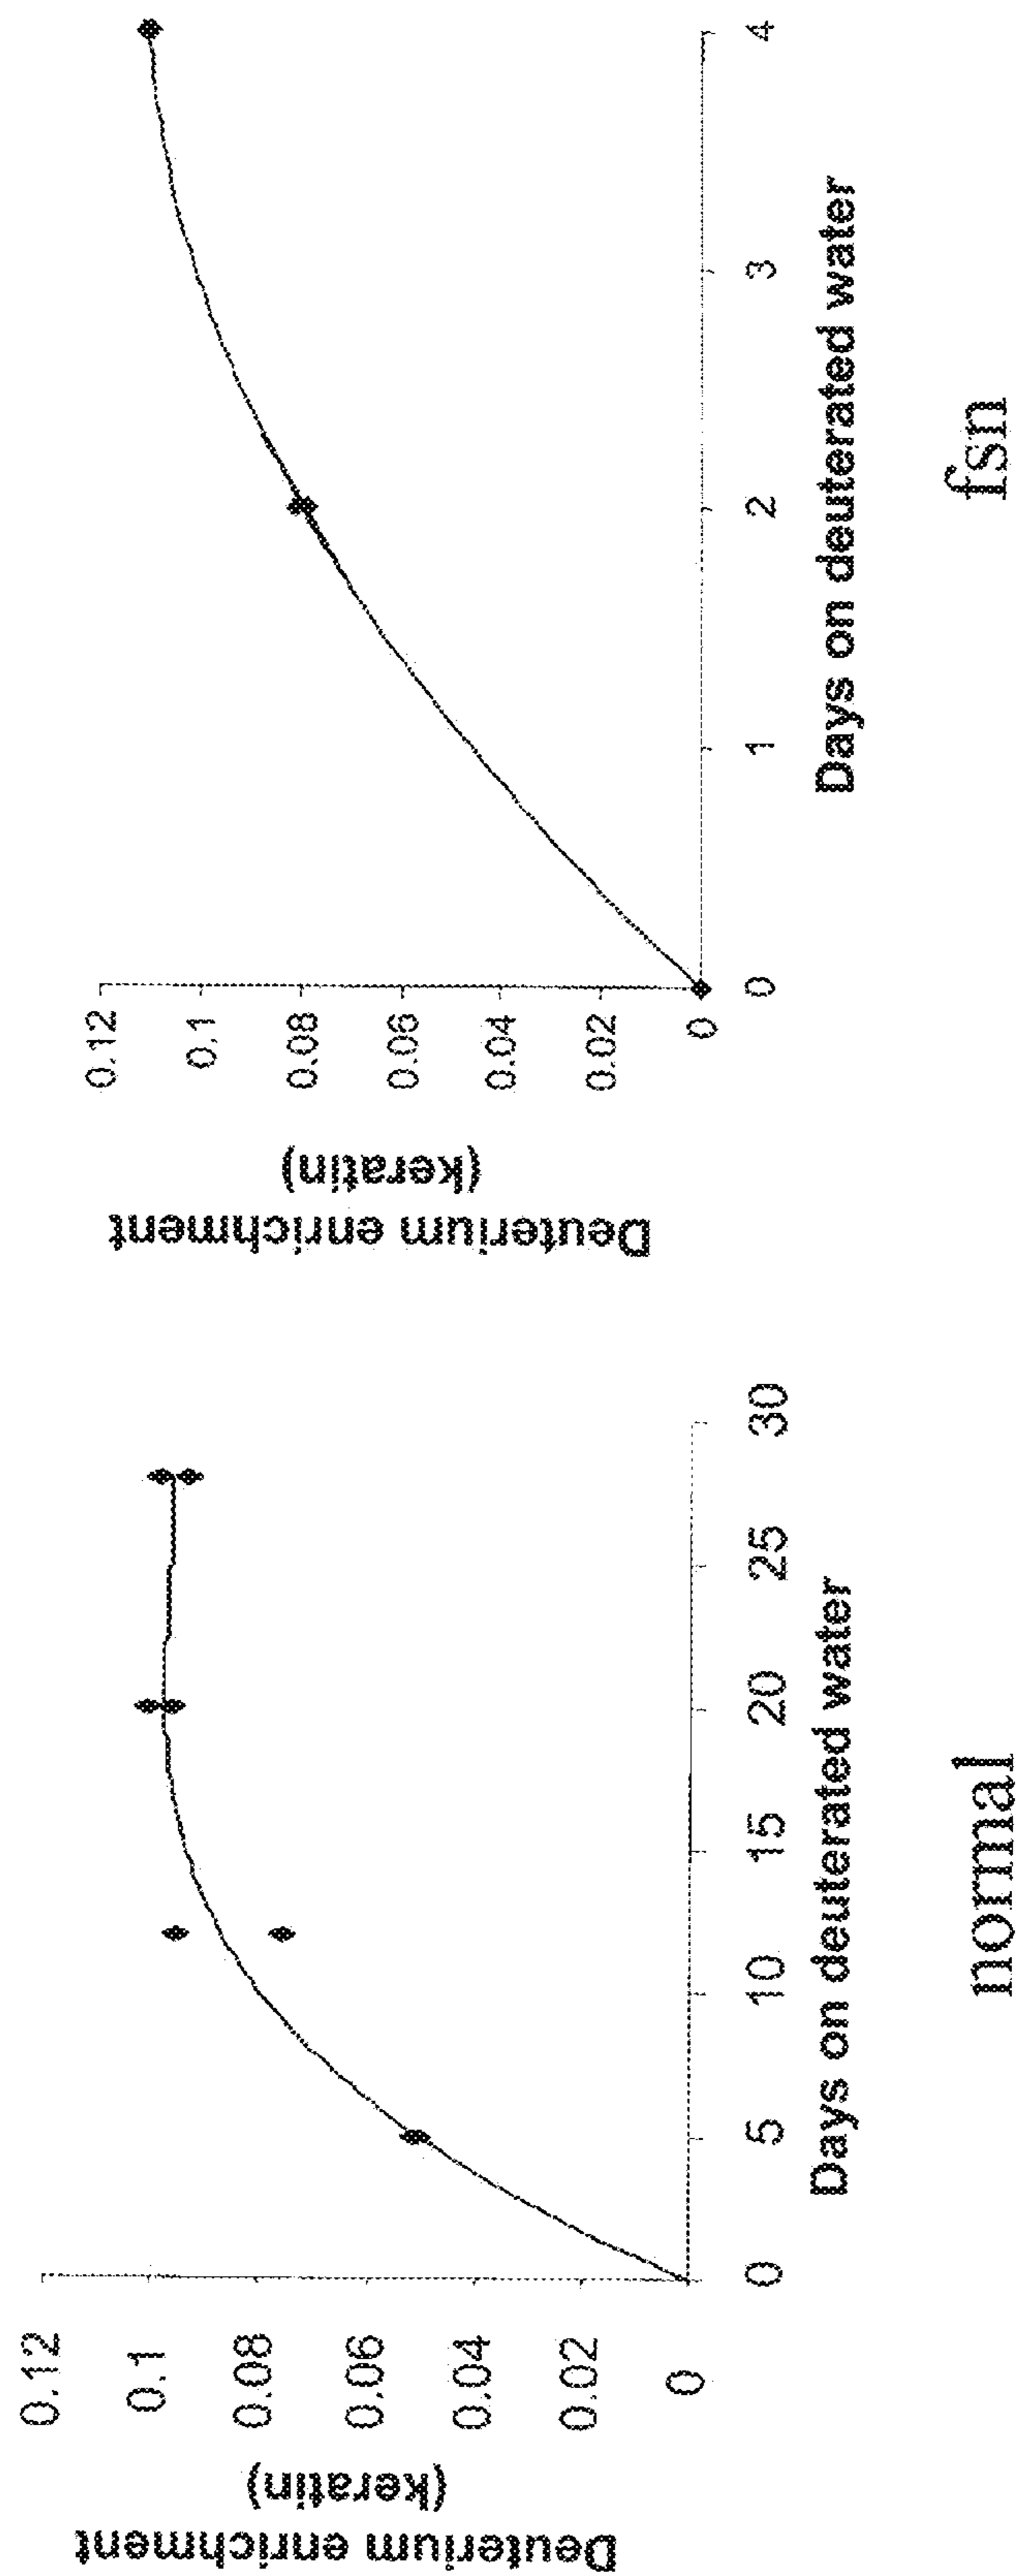 Deuterium enrichment
(keratin)
0.12
0.1
0.08
0.06
0.04
0.02
0
0 5 10 15 20 25 30
Days on deuterated water
normal
Deuterium enrichment
(keratin)
0.12
0.1
0.08
0.06
0.04
0.02
0
0 1 2 3 4
Days on deuterated water
fsn